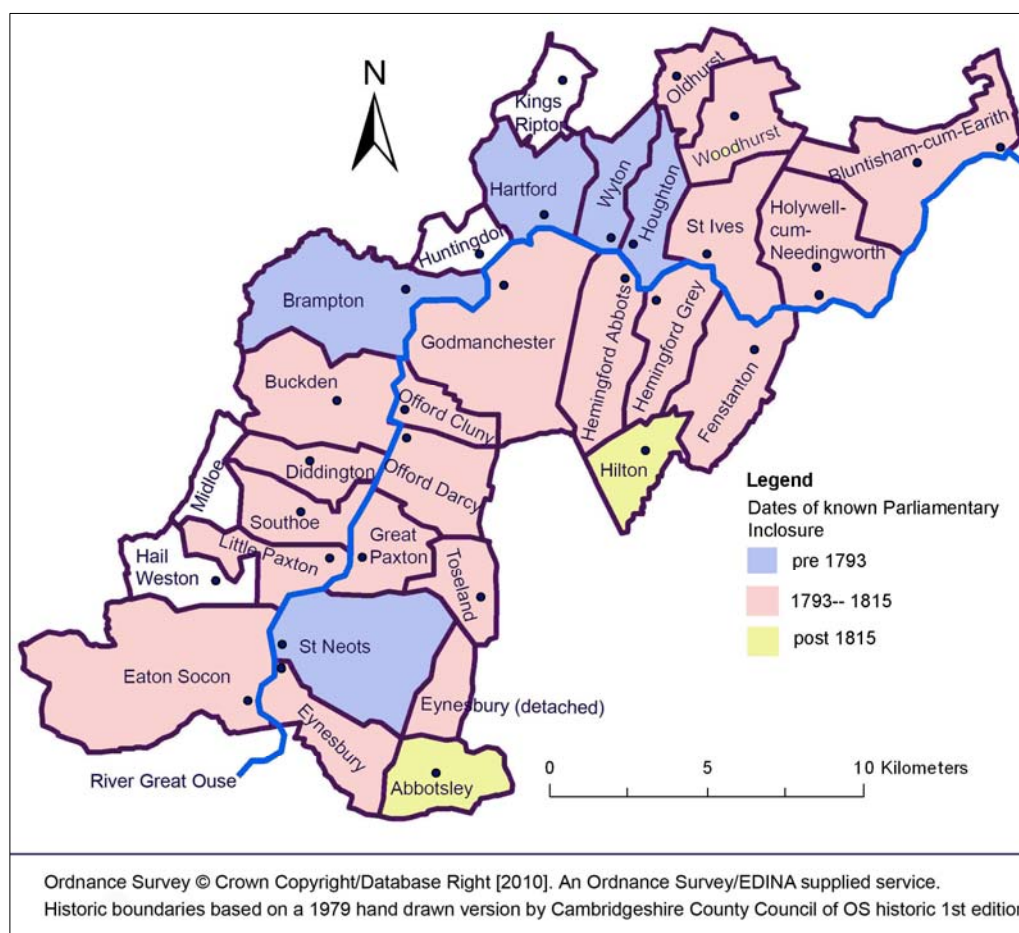 N
Kings
Ripton
Oldhurst
Woodhurst
Bluntisham-cum-Earith
Hartford
Wyton
Houghton
St Ives
Holywell-
cum-
Needingworth
Huntingdon
Brampton
Godmanchester
Hemingford Abbots
Hemingford Grey
Fenstanton
Buckden
Offord Cluny
Hilton
Midloe
Diddington
Offord Darcy
Southoe
Great
Paxton
Little Paxton
Toseland
Hail
Weston
St Neots
Eaton Socon
Eynesbury (detached)
Eynesbury
River Great Ouse
Abbotsley
Legend
Dates of known Parliamentary
Inclosure
pre 1793
1793-- 1815
post 1815
0 5 10 Kilometers
Ordnance Survey © Crown Copyright/Database Right [2010]. An Ordnance Survey/EDINA supplied service.
Historic boundaries based on a 1979 hand drawn version by Cambridgeshire County Council of OS historic 1st edition